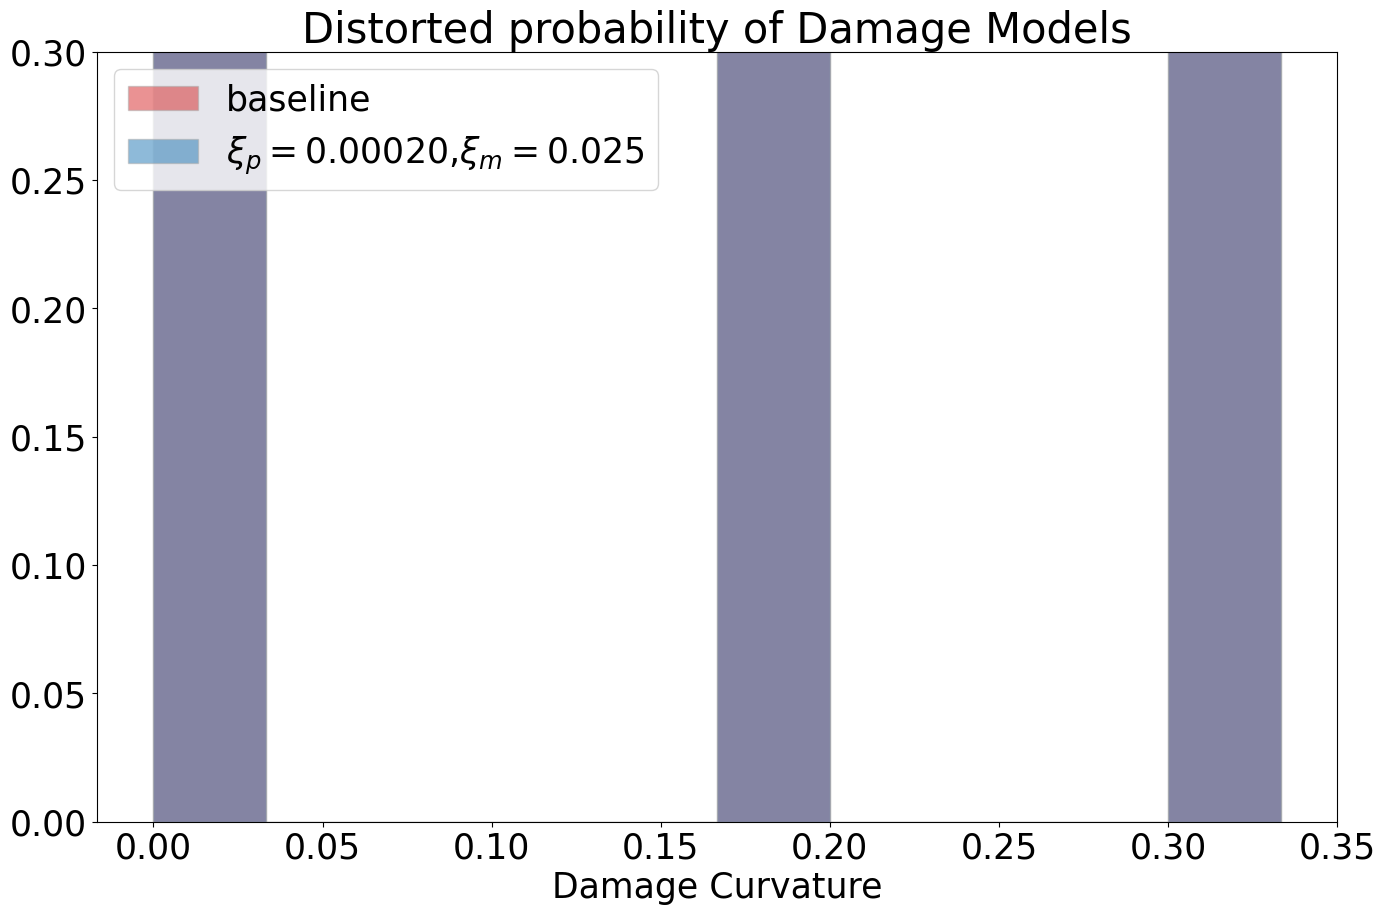 Distorted probability of Damage Models
baseline
ξp = 0.00020,ξm = 0.025
0.30
0.25
0.20
0.15
0.10
0.05
0.00
0.00 0.05 0.10 0.15 0.20 0.25 0.30 0.35
Damage Curvature